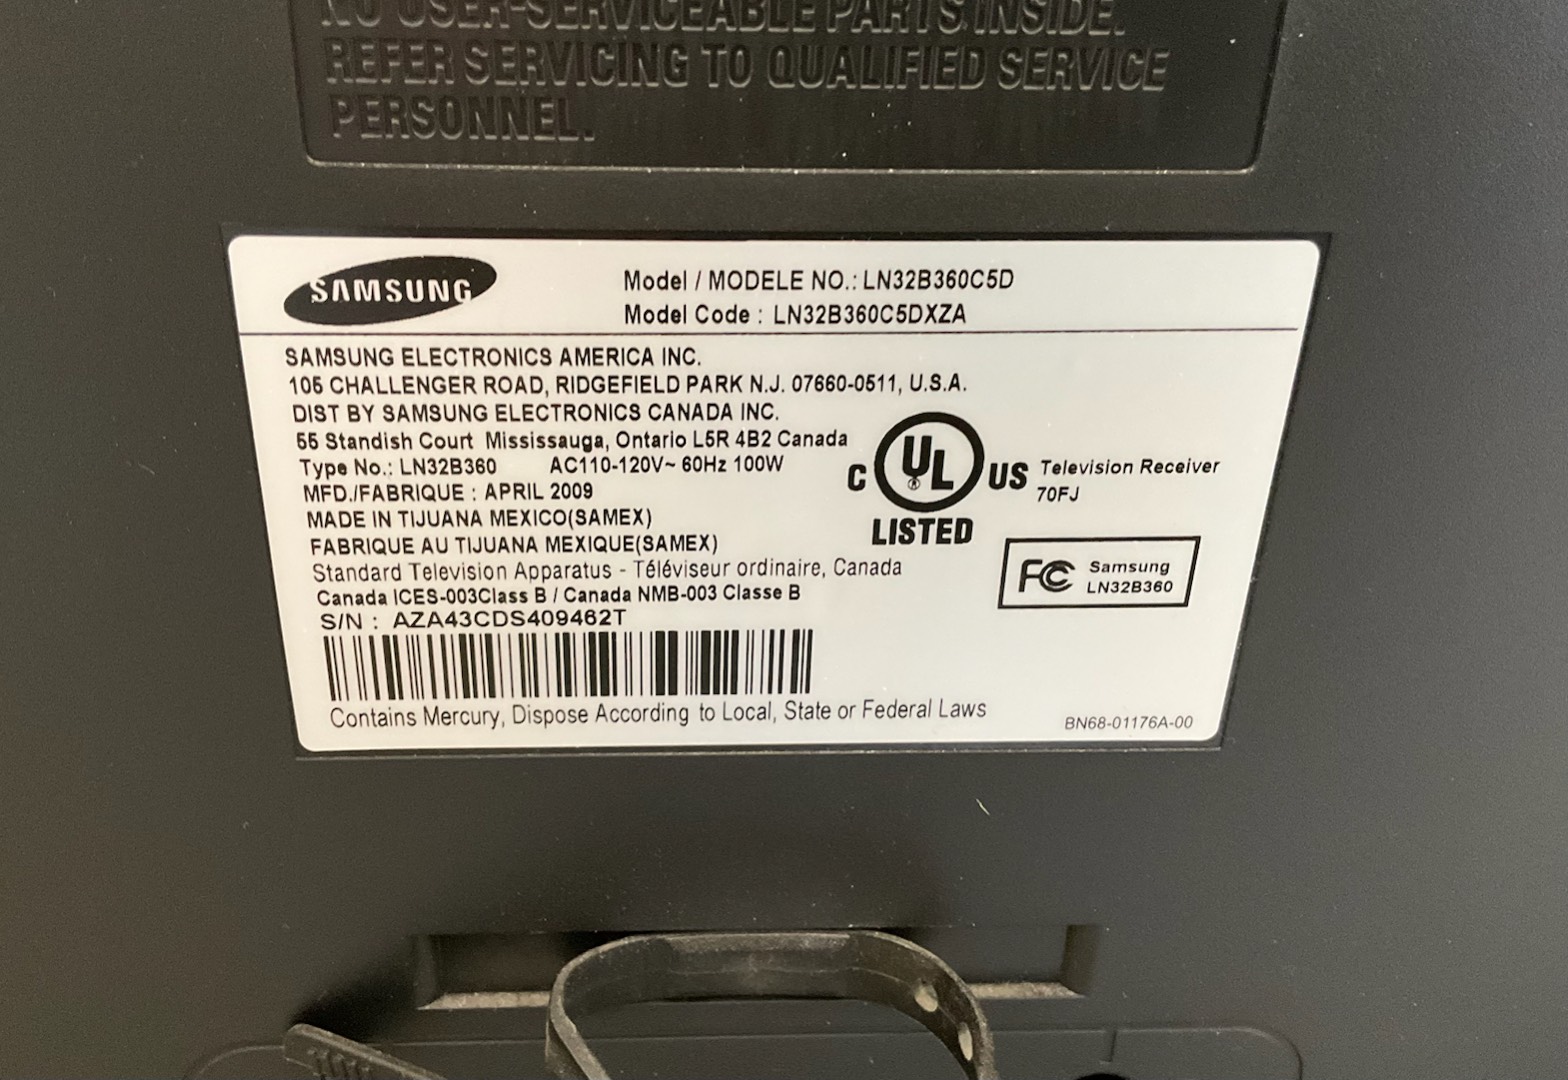 NO USER-SERVICEABLE PARTS INSIDE.
REFER SERVICING TO QUALIFIED SERVICE
PERSONNEL.
SAMSUNG
Model / MODELE NO.: LN32B360C5D
Model Code : LN32B360C5DXZA
SAMSUNG ELECTRONICS AMERICA INC.
105 CHALLENGER ROAD, RIDGEFIELD PARK N.J. 07660-0511, U.S.A.
DIST BY SAMSUNG ELECTRONICS CANADA INC.
55 Standish Court Mississauga, Ontario L5R 4B2 Canada
Type No.: LN32B360 AC110-120V~ 60Hz 100W
MFD./FABRIQUE : APRIL 2009
MADE IN TIJUANA MEXICO(SAMEX)
FABRIQUE AU TIJUANA MEXIQUE(SAMEX)
Standard Television Apparatus - Téléviseur ordinaire, Canada
Canada ICES-003Class B / Canada NMB-003 Classe B
S/N : AZA43CDS409462T
Contains Mercury, Dispose According to Local, State or Federal Laws
C UL US
LISTED
Television Receiver
70FJ
FC Samsung
LN32B360
BN68-01176A-00